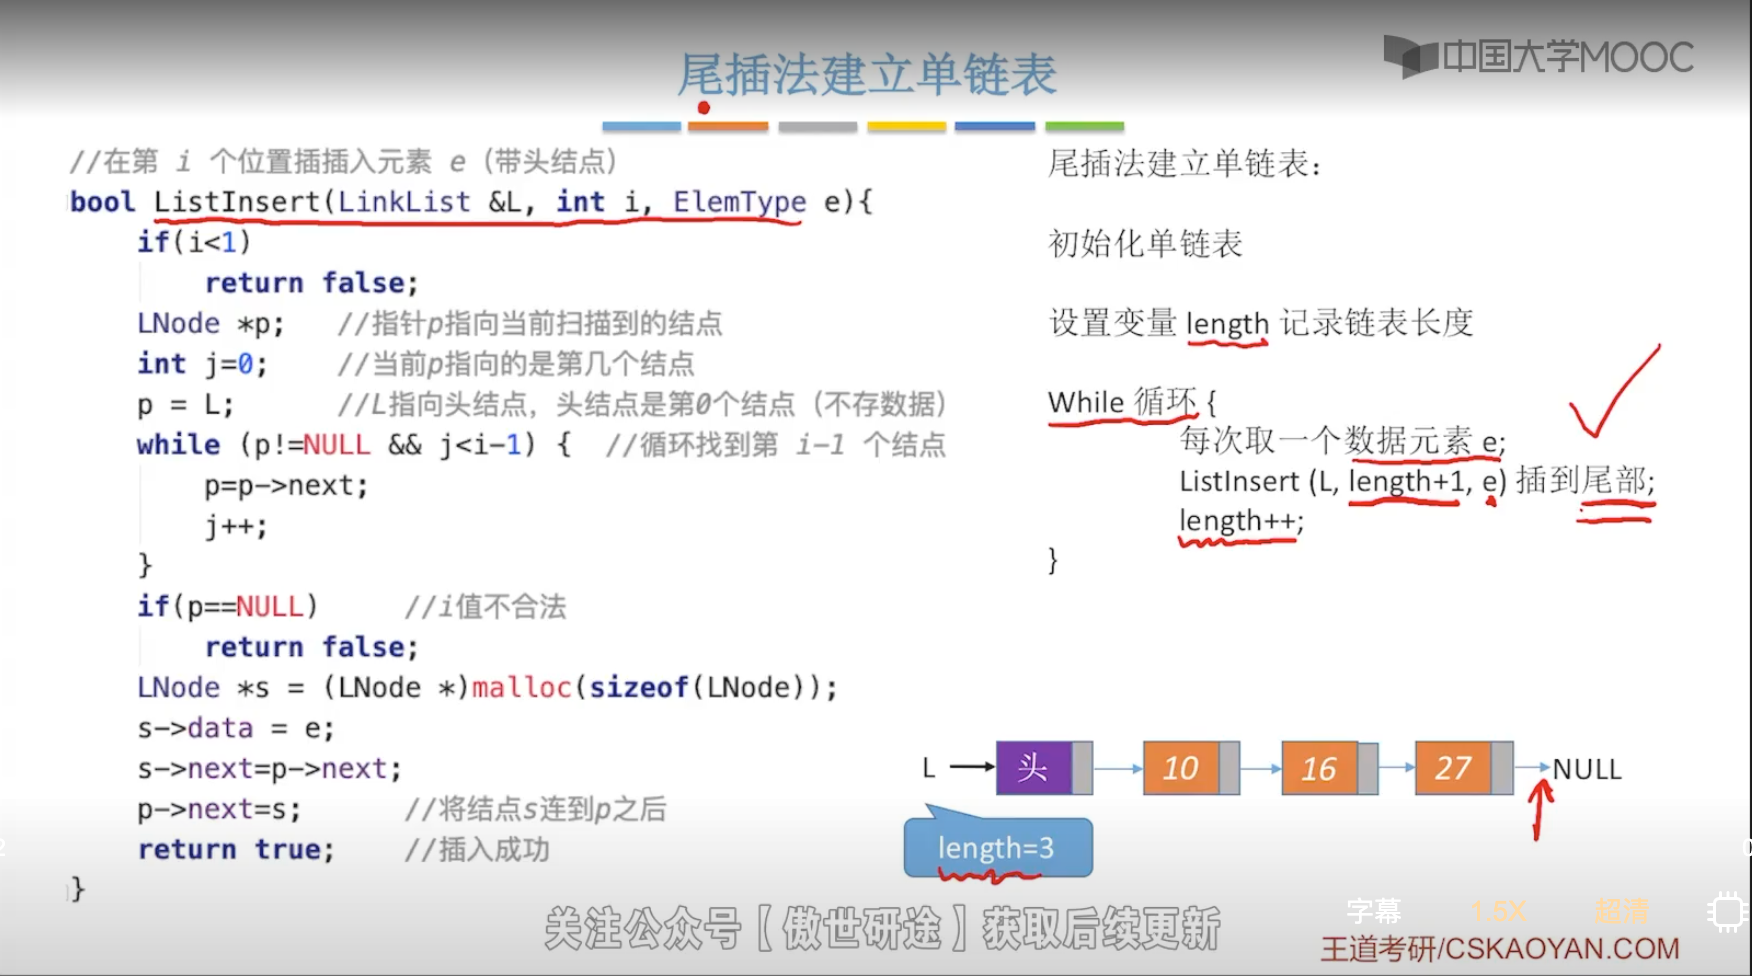 中国大学MOOC
尾插法建立单链表
//在第 i 个位置插插入元素 e（带头结点）
bool ListInsert(LinkList &L, int i, ElemType e){
if(i<1)
return false;
LNode *p; //指针p指向当前扫描到的结点
int j=0; //当前p指向的是第几个结点
p = L; //L指向头结点，头结点是第0个结点（不存数据）
while (p!=NULL && j<i-1) { //循环找到第 i-1 个结点
p=p->next;
j++;
}
if(p==NULL) //i值不合法
return false;
LNode *s = (LNode *)malloc(sizeof(LNode));
s->data = e;
s->next=p->next;
p->next=s; //将结点s连到p之后
return true; //插入成功
}
尾插法建立单链表：
初始化单链表
设置变量 length 记录链表长度
While 循环 {
每次取一个数据元素 e;
ListInsert (L, length+1, e) 插到尾部;
length++;
}
L 头 10 16 27 NULL
length=3
关注公众号【傲世研途】获取后续更新
字幕 1.5X 超清
王道考研/CSKAOYAN.COM